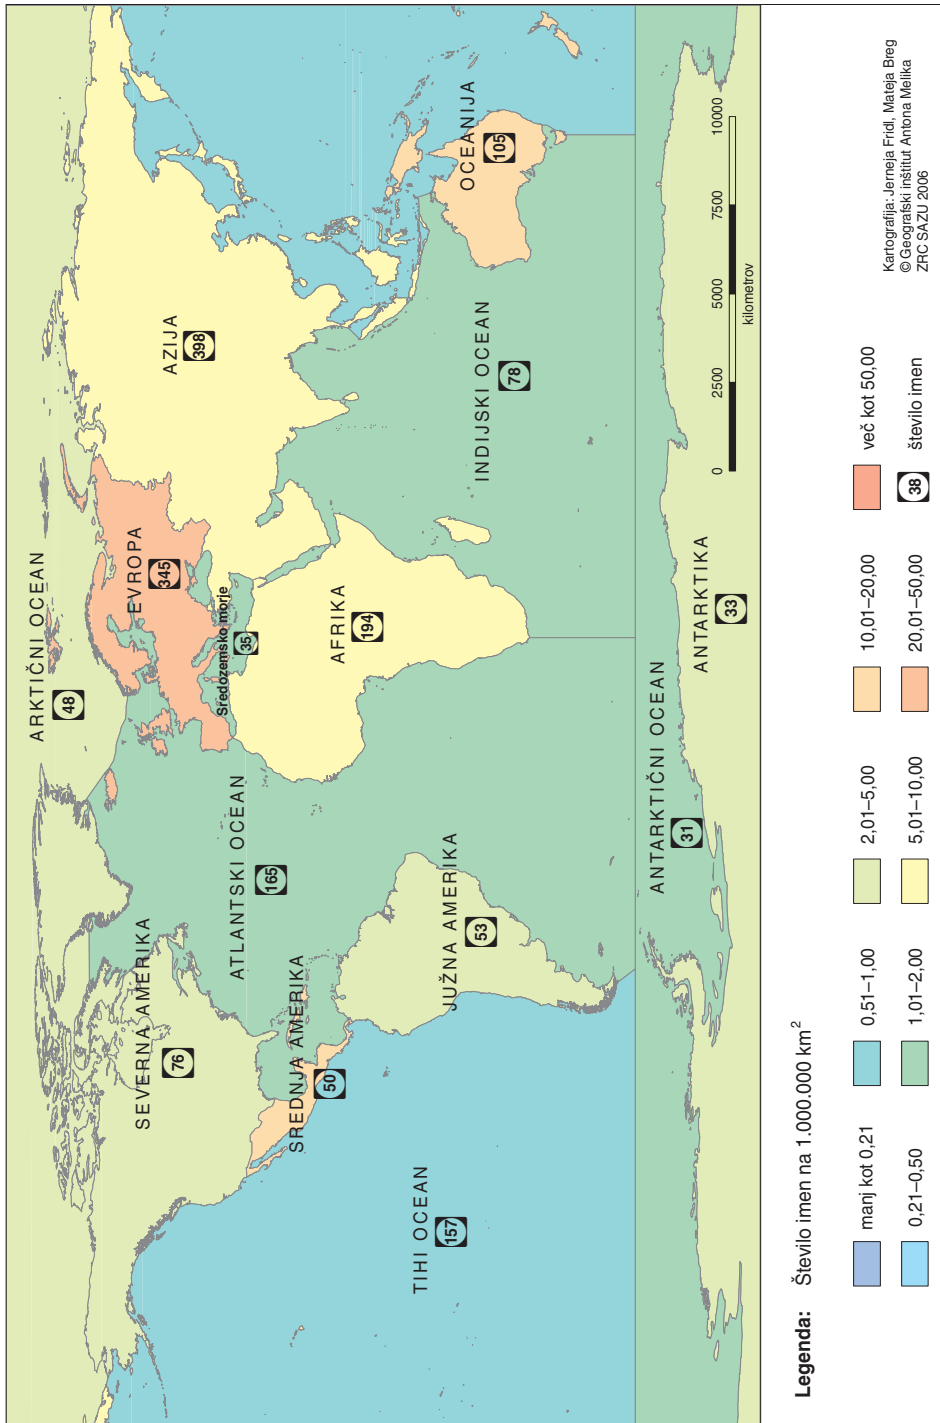 ARKTIČNI OCEAN
48
SEVERNA AMERIKA
76
EVROPA
345
AZIJA
398
Sredozemsko morje
35
ATLANTSKI OCEAN
165
SREDNJA AMERIKA
50
AFRIKA
194
TIHI OCEAN
157
JUŽNA AMERIKA
53
INDIJSKI OCEAN
78
OCEANIJA
105
ANTARKTIČNI OCEAN
31
ANTARKTIKA
33
0 2500 5000 7500 10000
kilometrov
Legenda: Število imen na 1.000.000 km²
manj kot 0,21
0,21–0,50
0,51–1,00
1,01–2,00
2,01–5,00
5,01–10,00
10,01–20,00
20,01–50,00
več kot 50,00
38 število imen
Kartografija: Jerneja Fridl, Mateja Breg
© Geografski inštitut Antona Melika
ZRC SAZU 2006